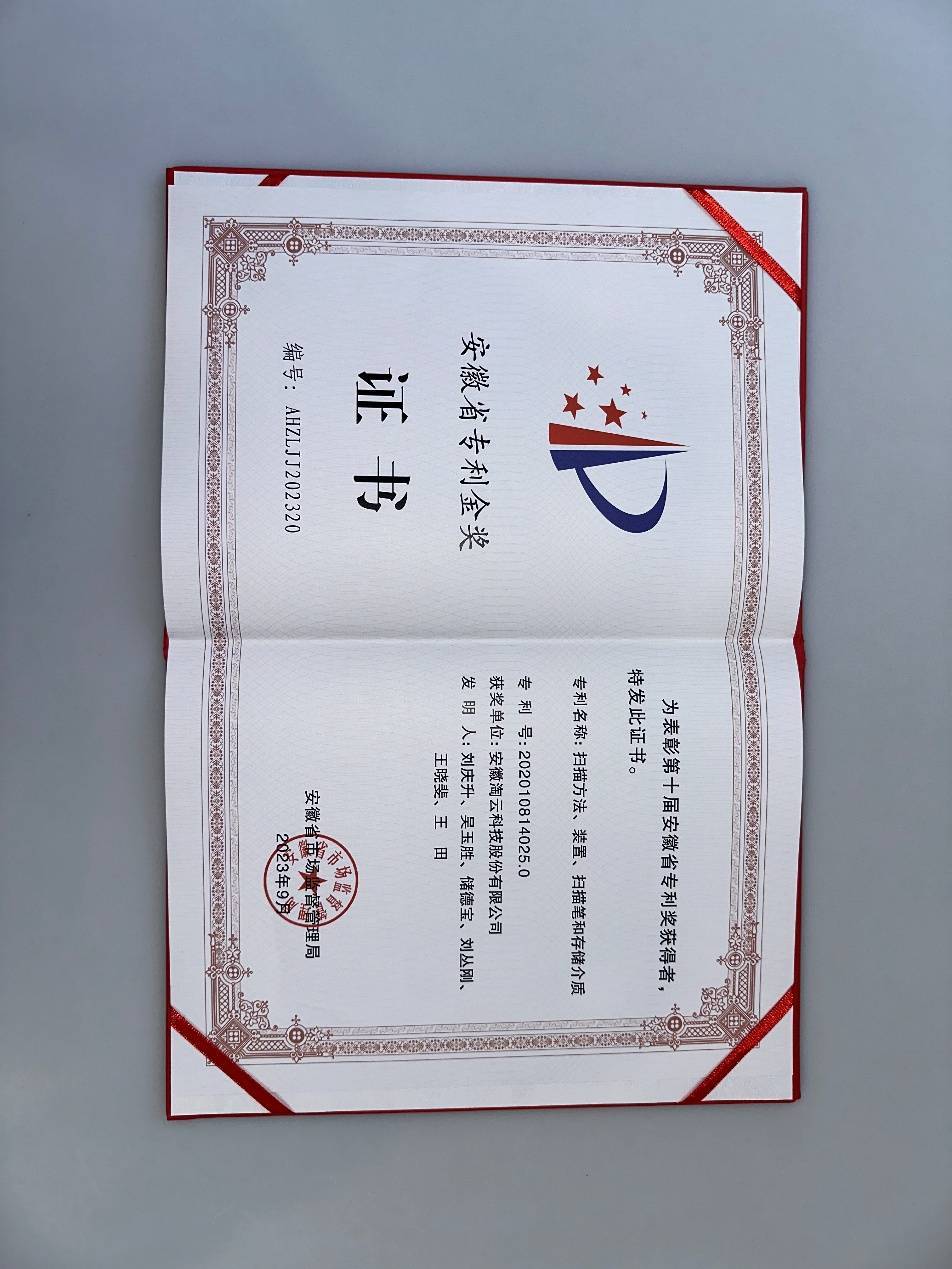 安徽省专利金奖
证书
编号：AHZLJJ202320
为表彰第十届安徽省专利奖获得者，
特发此证书。
专利名称：扫描方法、装置、扫描笔和存储介质
专利号：202010814025.0
获奖单位：安徽淘云科技股份有限公司
发明人：刘庆升、吴玉胜、储德宝、刘丛刚、
王晓斐、王田
安徽省市场监督管理局
2023年9月